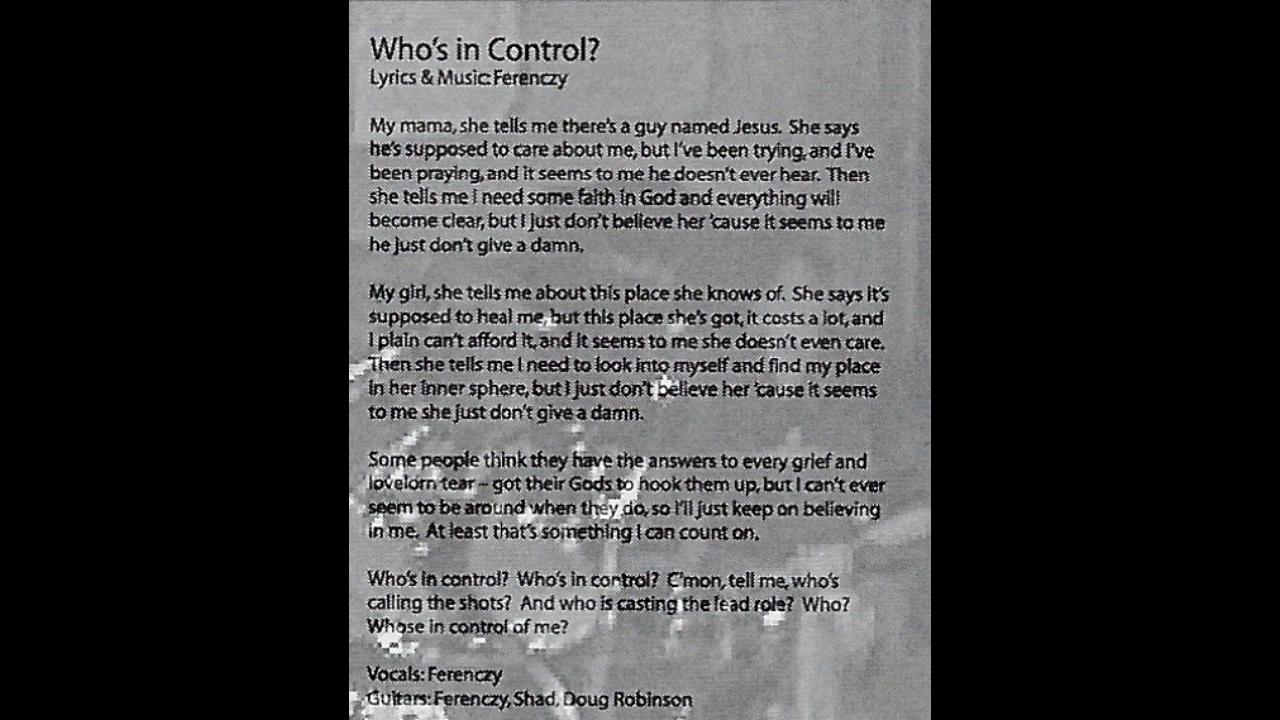 Who's in Control?
Lyrics & Music: Ferenczy
My mama, she tells me there's a guy named Jesus. She says
he's supposed to care about me, but I've been trying, and I've
been praying, and it seems to me he doesn't ever hear. Then
she tells me I need some faith in God and everything will
become clear, but I just don't believe her 'cause it seems to me
he just don't give a damn.
My girl, she tells me about this place she knows of. She says it's
supposed to heal me, but this place she's got, it costs a lot, and
I plain can't afford it, and it seems to me she doesn't even care.
Then she tells me I need to look into myself and find my place
in her inner sphere, but I just don't believe her 'cause it seems
to me she just don't give a damn.
Some people think they have the answers to every grief and
lovelorn tear – got their Gods to hook them up, but I can't ever
seem to be around when they do, so I'll just keep on believing
in me. At least that's something I can count on.
Who's in control? Who's in control? C'mon, tell me, who's
calling the shots? And who is casting the lead role? Who?
Whose in control of me?
Vocals: Ferenczy
Guitars: Ferenczy, Shad, Doug Robinson